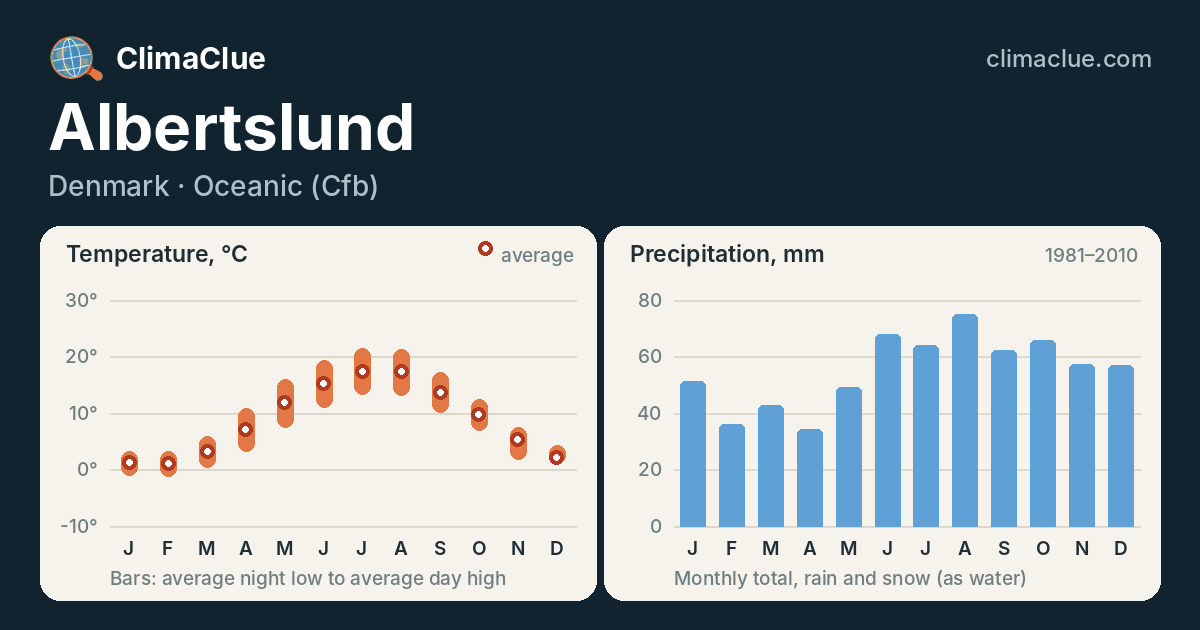 ClimaClue
climaclue.com
Albertslund
Denmark · Oceanic (Cfb)
Temperature, °C
average
30°
20°
10°
0°
-10°
J F M A M J J A S O N D
Bars: average night low to average day high
Precipitation, mm
1981–2010
80
60
40
20
0
J F M A M J J A S O N D
Monthly total, rain and snow (as water)